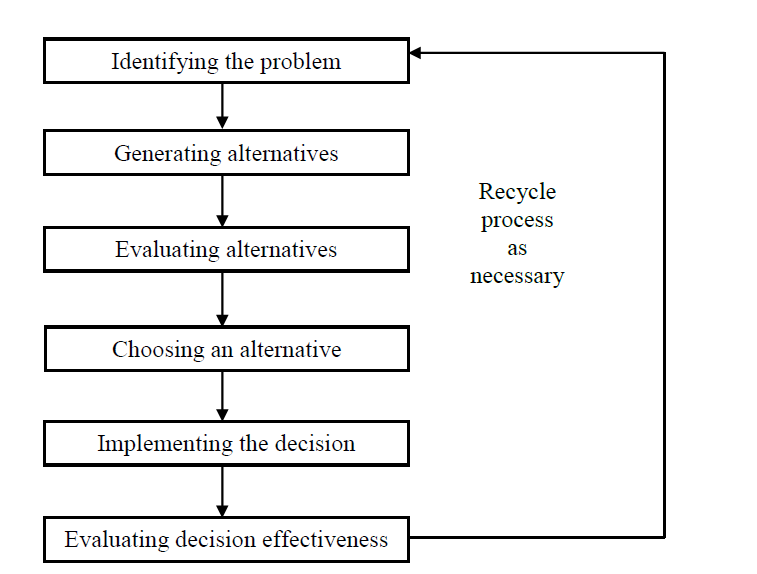 Identifying the problem
Generating alternatives
Evaluating alternatives
Choosing an alternative
Implementing the decision
Evaluating decision effectiveness
Recycle
process
as
necessary